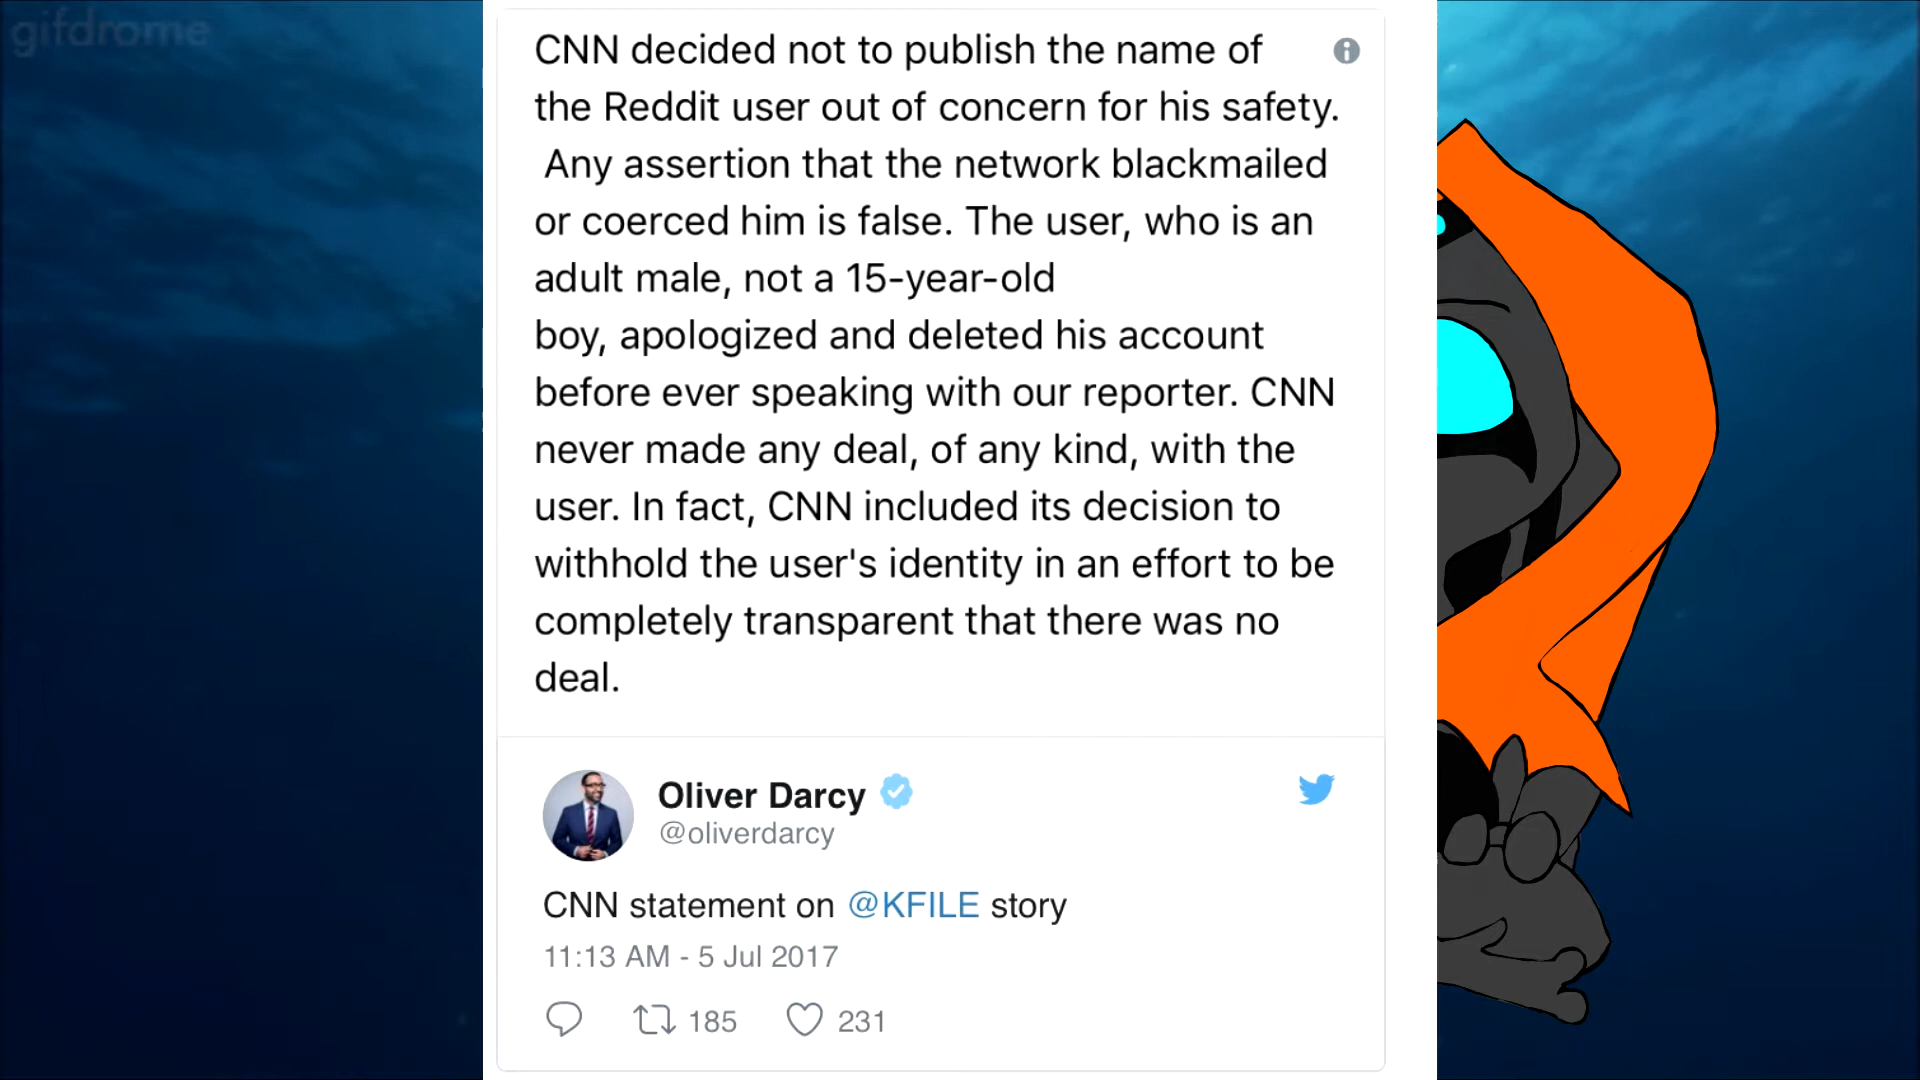 gifdrome
CNN decided not to publish the name of
the Reddit user out of concern for his safety.
Any assertion that the network blackmailed
or coerced him is false. The user, who is an
adult male, not a 15-year-old
boy, apologized and deleted his account
before ever speaking with our reporter. CNN
never made any deal, of any kind, with the
user. In fact, CNN included its decision to
withhold the user's identity in an effort to be
completely transparent that there was no
deal.
Oliver Darcy
@oliverdarcy
CNN statement on @KFILE story
11:13 AM - 5 Jul 2017
185 231